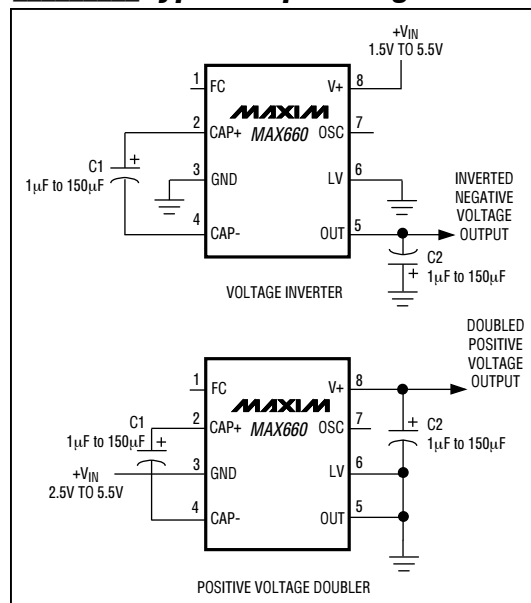 +VIN
1.5V TO 5.5V
1 FC
V+ 8
MAXIM
MAX660
2 CAP+
OSC 7
C1
+
1µF to 150µF
3 GND
LV 6
4 CAP-
OUT 5
INVERTED
NEGATIVE
VOLTAGE
OUTPUT
C2
+ 1µF to 150µF
VOLTAGE INVERTER
DOUBLED
POSITIVE
VOLTAGE
OUTPUT
1 FC
V+ 8
MAXIM
MAX660
C1
+
1µF to 150µF
2 CAP+
OSC 7
+
C2
1µF to 150µF
+VIN
2.5V TO 5.5V
3 GND
LV 6
4 CAP-
OUT 5
POSITIVE VOLTAGE DOUBLER